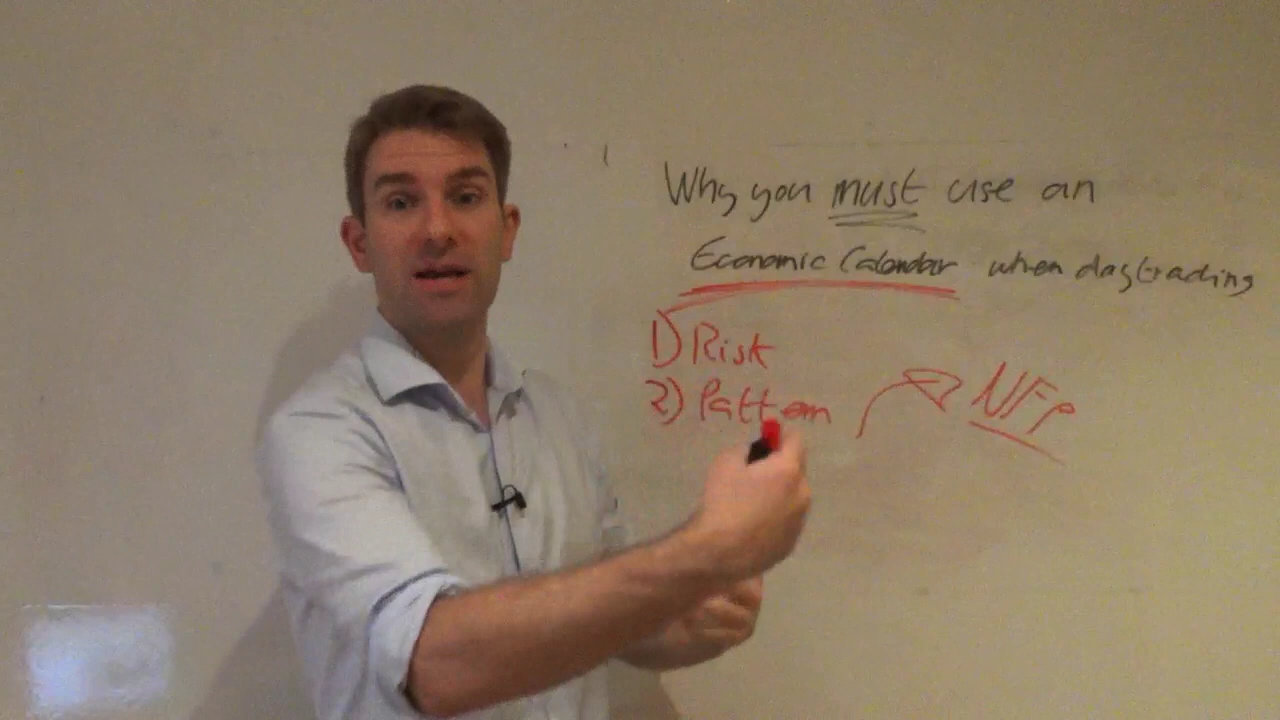 Why you must use an
Economic Calendar when daytrading
1) Risk
2) Pattern
NFP